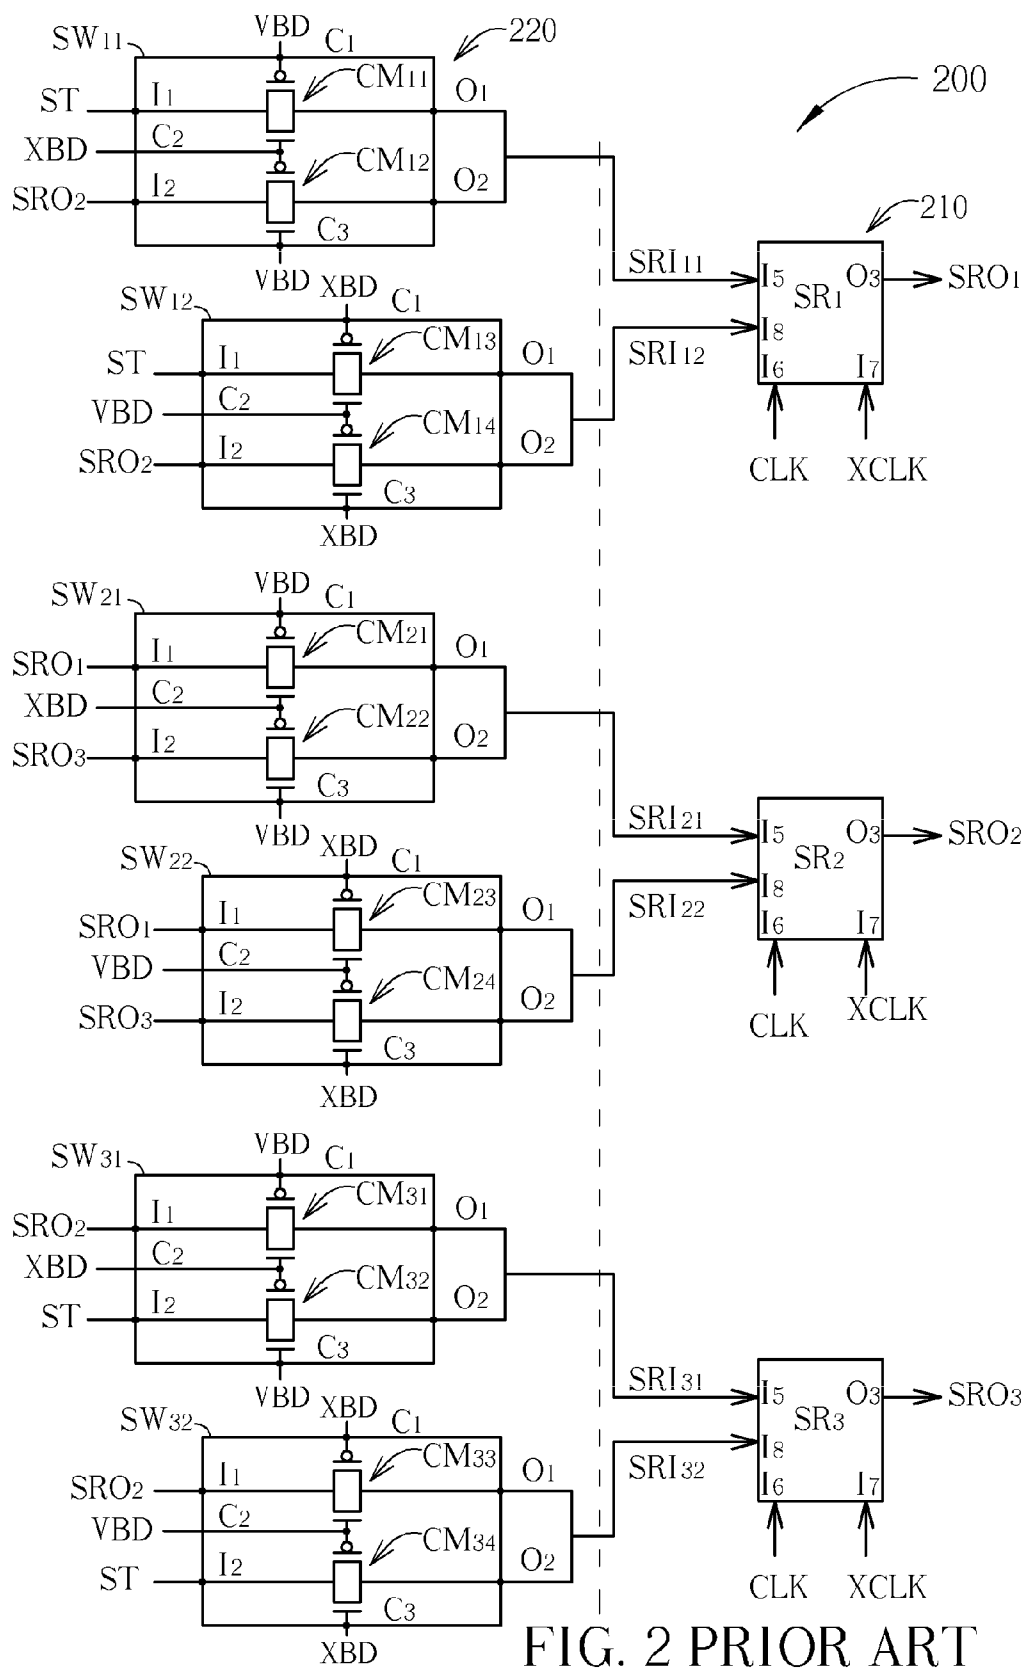 VBD
SW11 C1 220
CM11 O1 200
ST I1
XBD C2
CM12
SRO2 I2 O2
C3 210
VBD
SRI11 I5 O3 SRO1
SR1
XBD
SW12 C1
CM13 O1 SRI12 I8
ST I1 I6 I7
VBD C2
CM14 O2
SRO2 I2 CLK XCLK
C3
XBD
VBD
SW21 C1
CM21 O1
SRO1 I1
XBD C2
CM22 O2
SRO3 I2
C3
VBD
SRI21 I5 O3 SRO2
XBD
SW22 C1 SR2
CM23 O1 SRI22 I8
SRO1 I1 I6 I7
VBD C2
CM24 O2
SRO3 I2 CLK XCLK
C3
XBD
VBD
SW31 C1
CM31 O1
SRO2 I1
XBD C2
CM32 O2
ST I2
C3
VBD
SRI31 I5 O3 SRO3
XBD
SW32 C1 SR3
CM33 O1 SRI32 I8
SRO2 I1 I6 I7
VBD C2
CM34 O2
ST I2 CLK XCLK
C3
XBD
FIG. 2 PRIOR ART